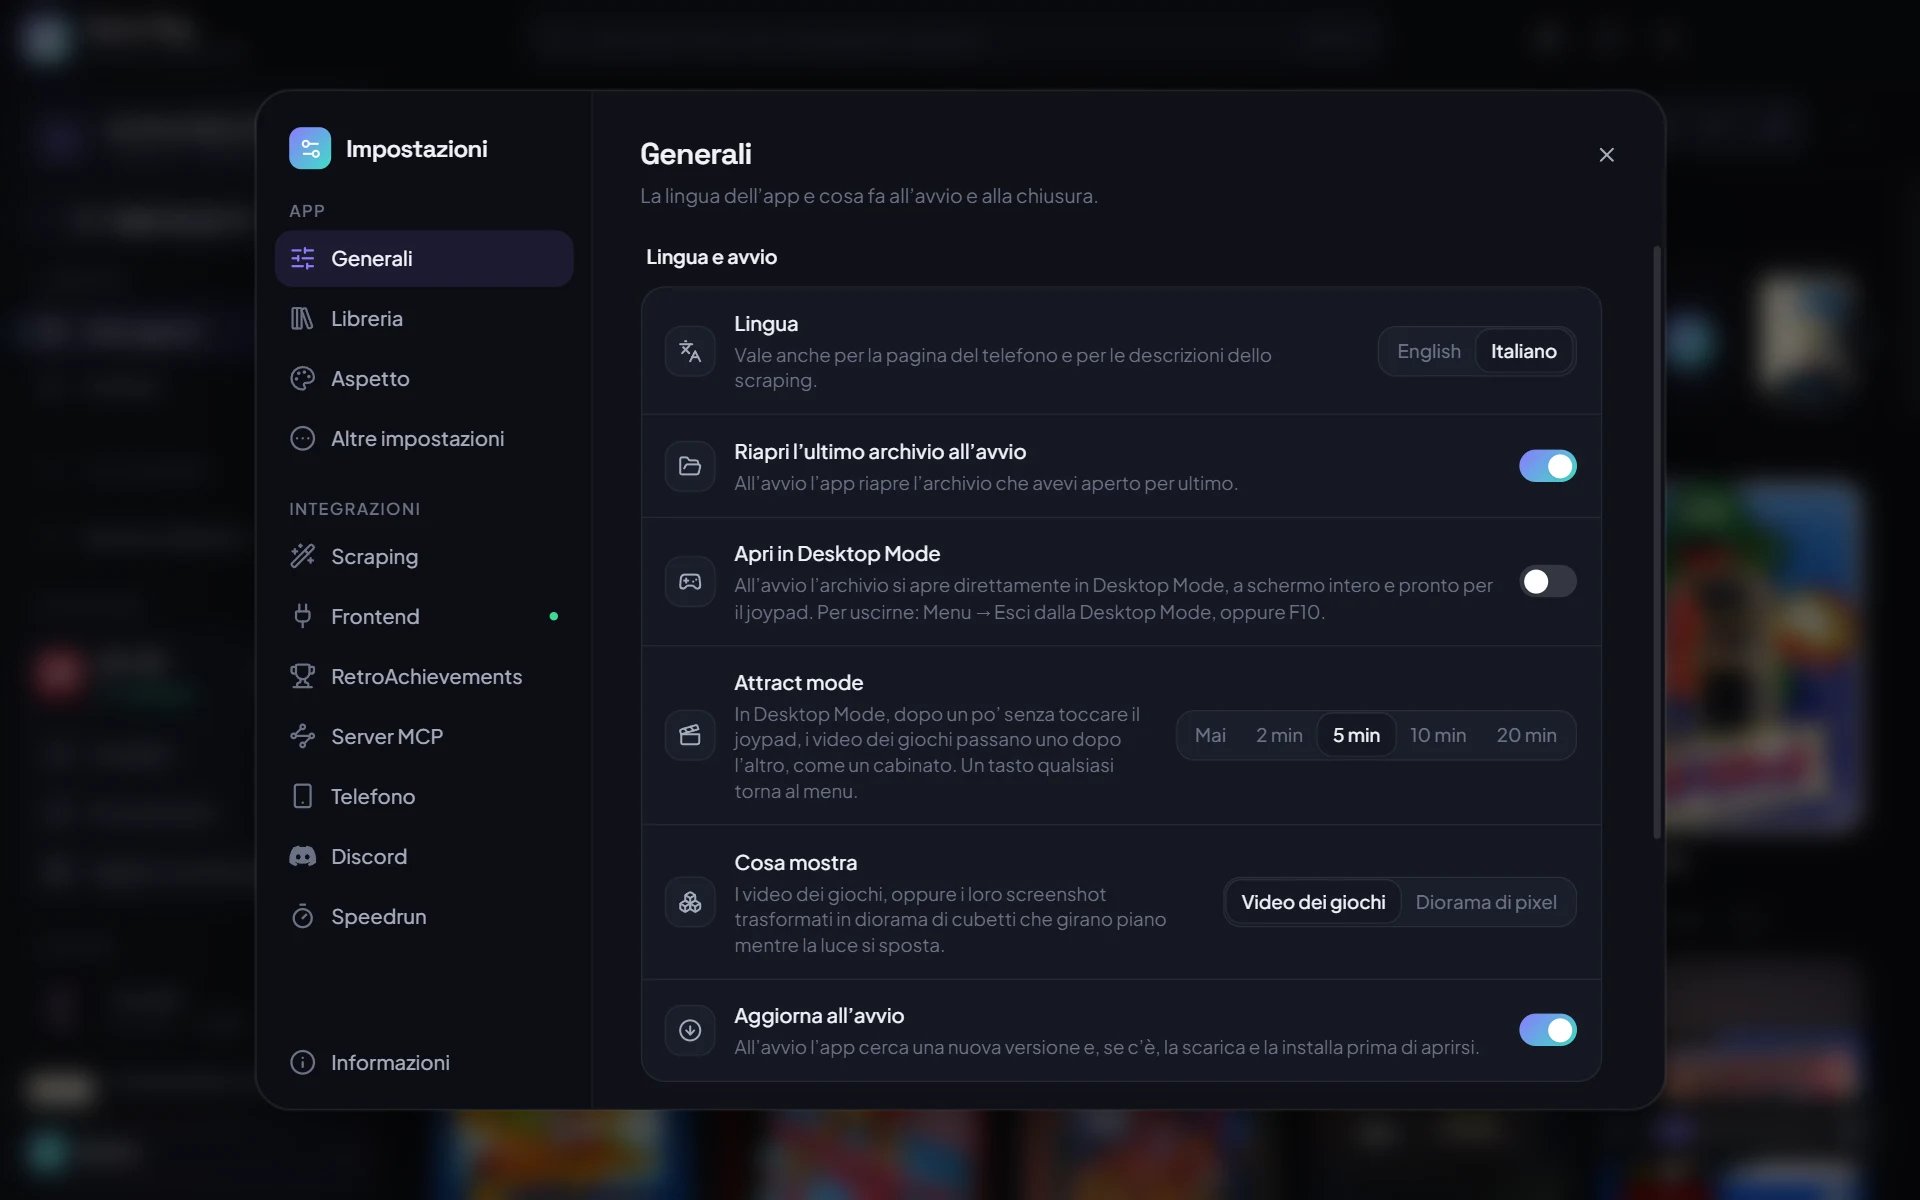 Impostazioni
APP
Generali
Libreria
Aspetto
Altre impostazioni
INTEGRAZIONI
Scraping
Frontend
RetroAchievements
Server MCP
Telefono
Discord
Speedrun
Informazioni
Generali
La lingua dell’app e cosa fa all’avvio e alla chiusura.
Lingua e avvio
Lingua
Vale anche per la pagina del telefono e per le descrizioni dello
scraping.
English Italiano
Riapri l’ultimo archivio all’avvio
All’avvio l’app riapre l’archivio che avevi aperto per ultimo.
Apri in Desktop Mode
All’avvio l’archivio si apre direttamente in Desktop Mode, a schermo intero e pronto per
il joypad. Per uscirne: Menu → Esci dalla Desktop Mode, oppure F10.
Attract mode
In Desktop Mode, dopo un po’ senza toccare il
joypad, i video dei giochi passano uno dopo
l’altro, come un cabinato. Un tasto qualsiasi
torna al menu.
Mai 2 min 5 min 10 min 20 min
Cosa mostra
I video dei giochi, oppure i loro screenshot
trasformati in diorama di cubetti che girano piano
mentre la luce si sposta.
Video dei giochi Diorama di pixel
Aggiorna all’avvio
All’avvio l’app cerca una nuova versione e, se c’è, la scarica e la installa prima di aprirsi.